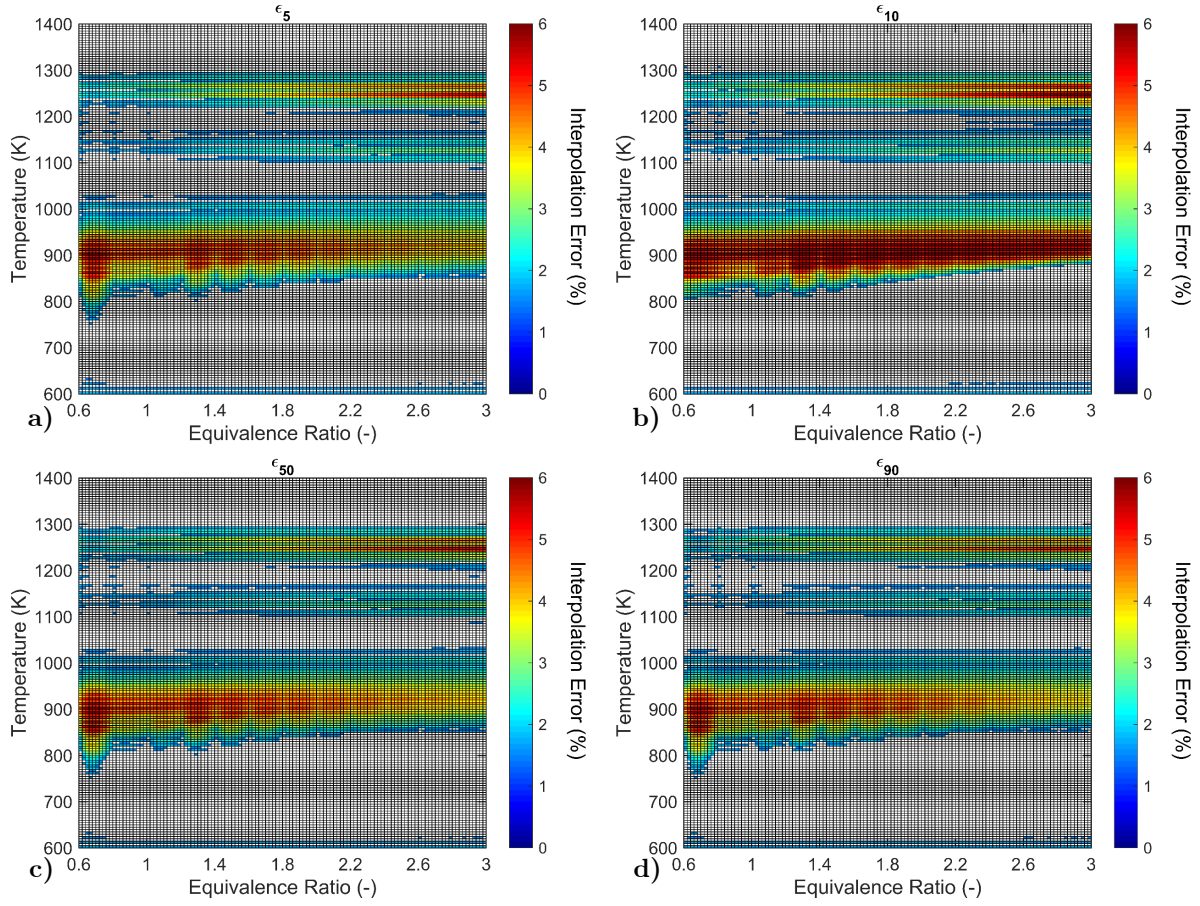 ϵ5
1400
1300
1200
1100
1000
900
800
700
600
Temperature (K)
0.6 1 1.4 1.8 2.2 2.6 3
Equivalence Ratio (-)
6
5
4
3
2
1
0
Interpolation Error (%)
a)
ϵ10
1400
1300
1200
1100
1000
900
800
700
600
Temperature (K)
0.6 1 1.4 1.8 2.2 2.6 3
Equivalence Ratio (-)
6
5
4
3
2
1
0
Interpolation Error (%)
b)
ϵ50
1400
1300
1200
1100
1000
900
800
700
600
Temperature (K)
0.6 1 1.4 1.8 2.2 2.6 3
Equivalence Ratio (-)
6
5
4
3
2
1
0
Interpolation Error (%)
c)
ϵ90
1400
1300
1200
1100
1000
900
800
700
600
Temperature (K)
0.6 1 1.4 1.8 2.2 2.6 3
Equivalence Ratio (-)
6
5
4
3
2
1
0
Interpolation Error (%)
d)